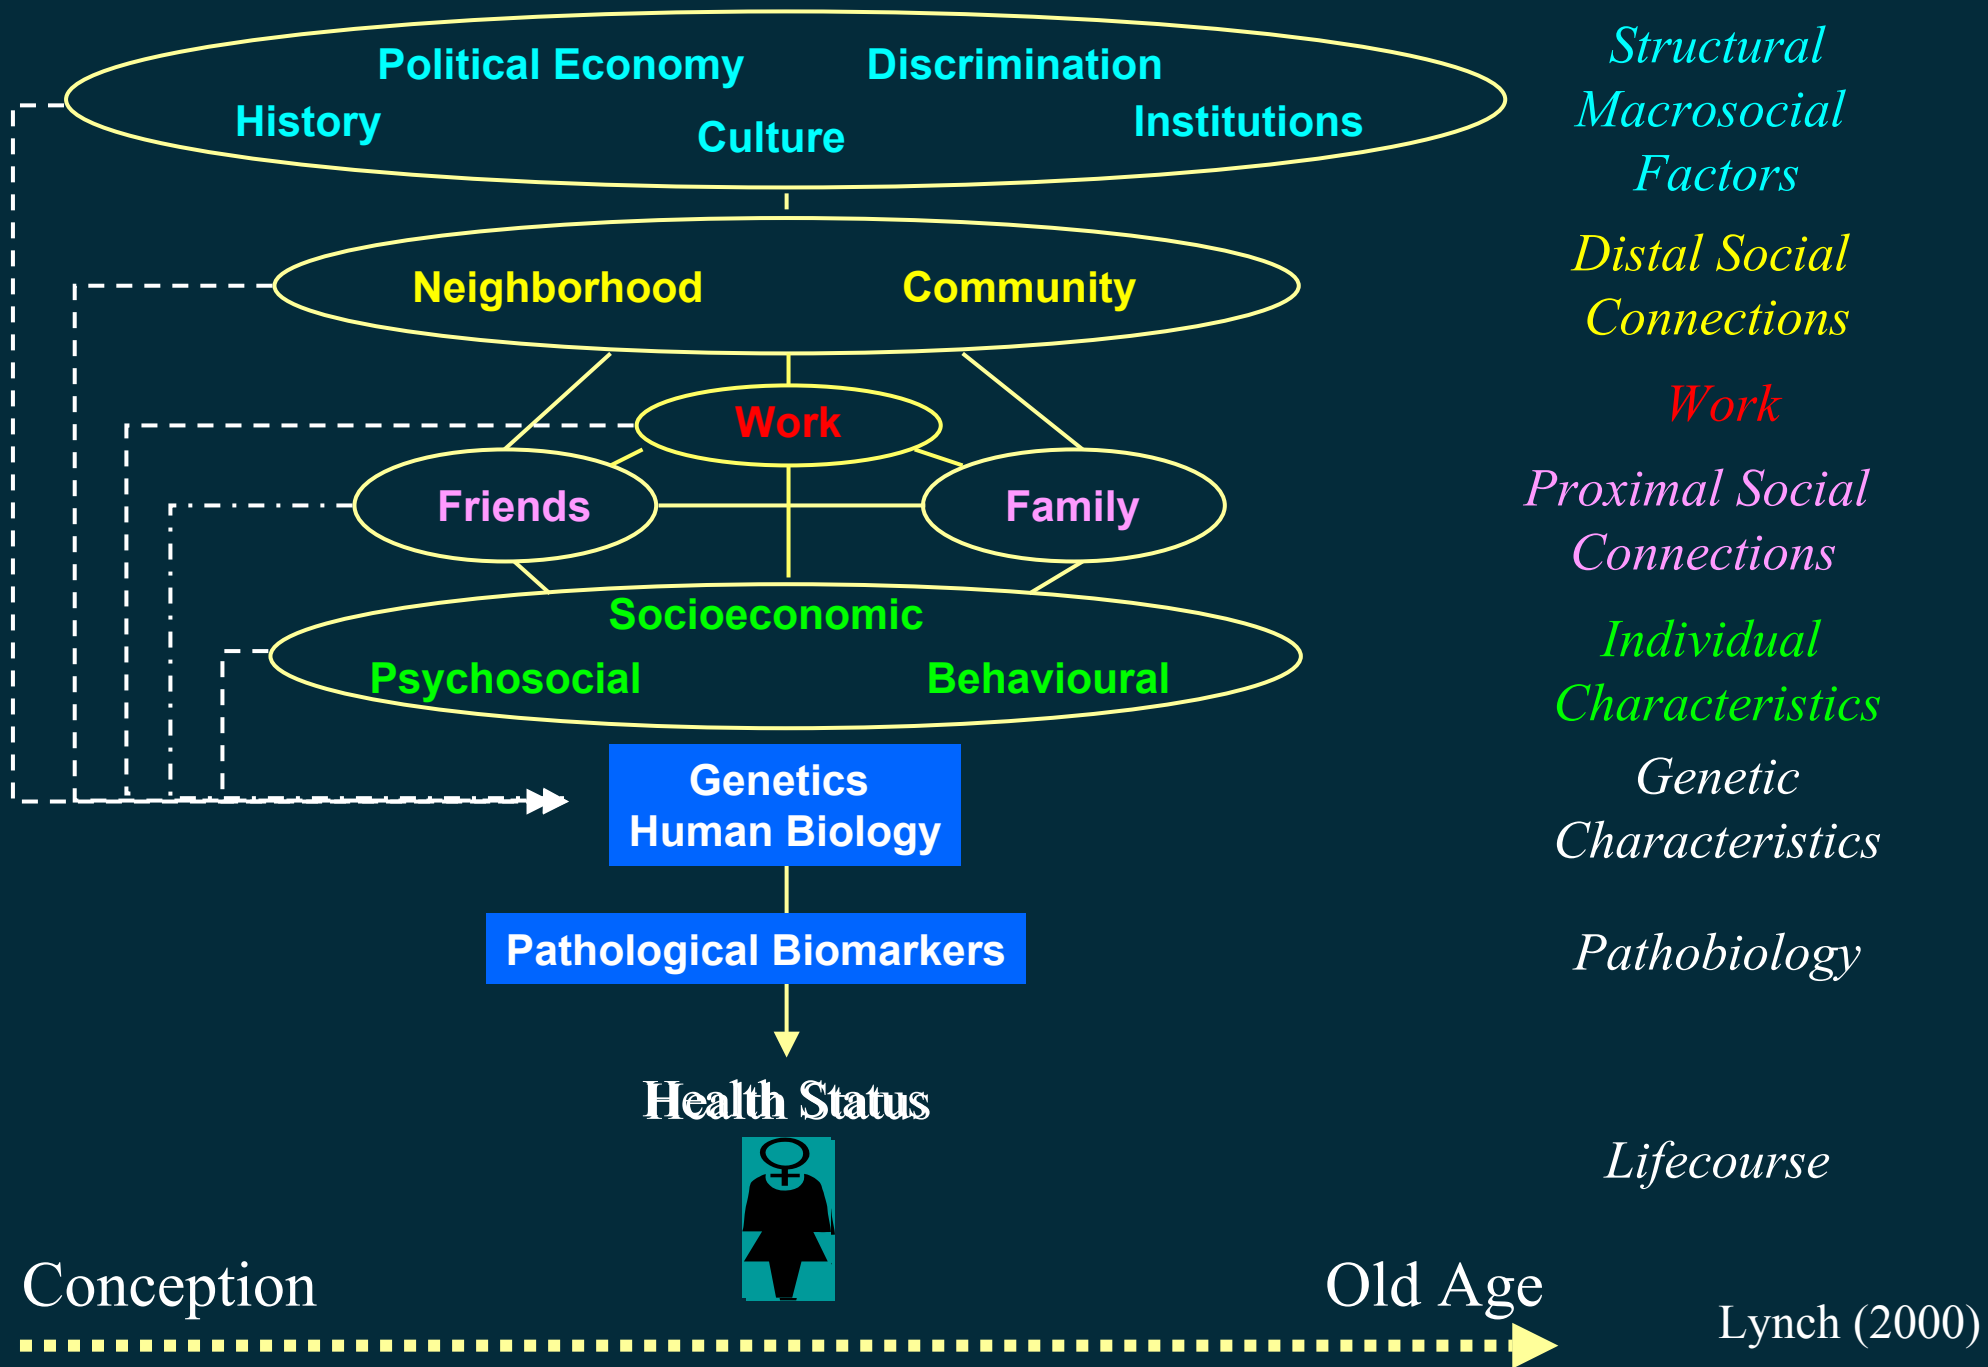 Political Economy
Discrimination
History
Culture
Institutions
Structural
Macrosocial
Factors
Neighborhood
Community
Distal Social
Connections
Work
Work
Friends
Family
Proximal Social
Connections
Socioeconomic
Psychosocial
Behavioural
Individual
Characteristics
Genetics
Human Biology
Genetic
Characteristics
Pathological Biomarkers
Pathobiology
Health Status
Lifecourse
Conception
Old Age
Lynch (2000)